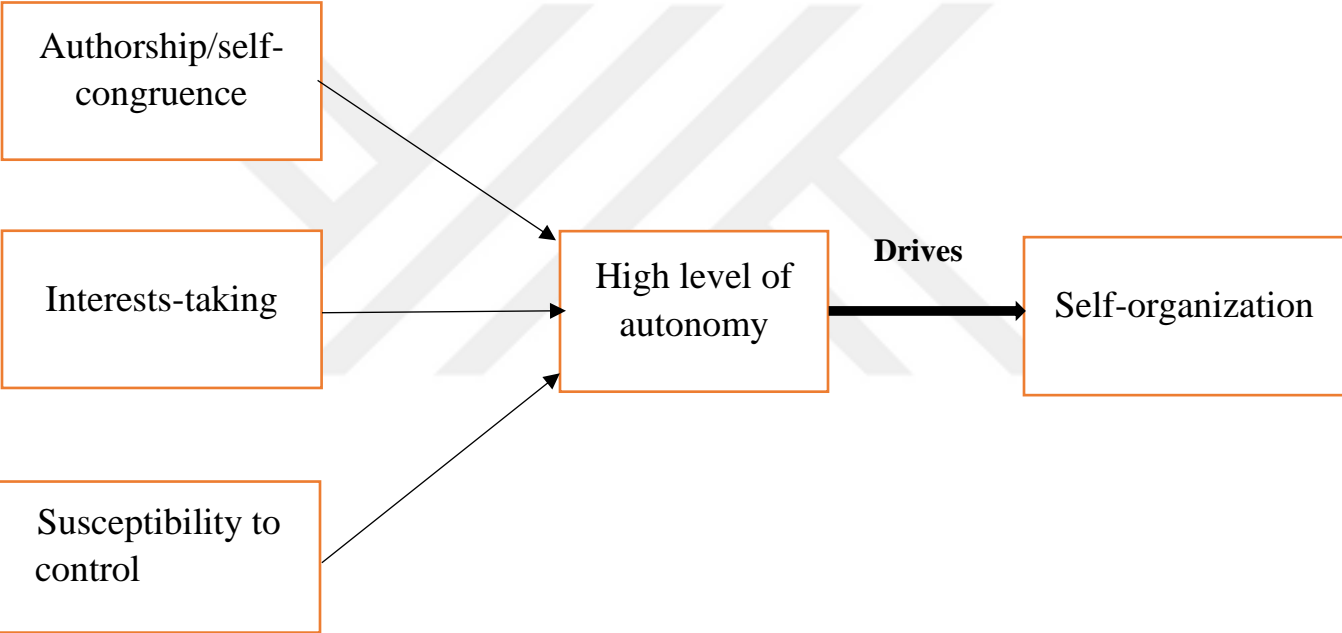 Authorship/self-
congruence
Interests-taking
High level of
autonomy
Drives
Self-organization
Susceptibility to
control